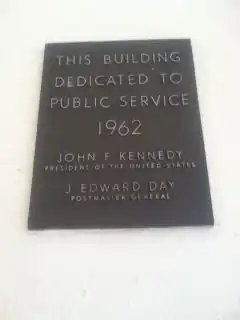 THIS BUILDING
DEDICATED TO
PUBLIC SERVICE
1962
JOHN F KENNEDY
PRESIDENT OF THE UNITED STATES
J. EDWARD DAY
POSTMASTER GENERAL